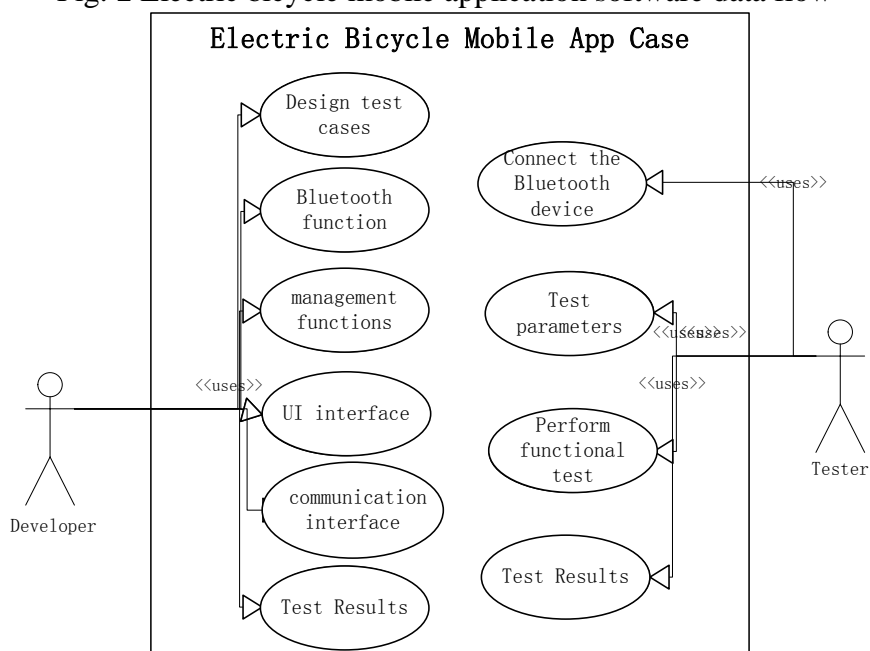 Fig. 2 Electric bicycle mobile application software data flow
Electric Bicycle Mobile App Case
Design test
cases
Connect the
Bluetooth
device
<<uses>>
Bluetooth
function
management
functions
Test
parameters
<<uses>>
<<uses>>
<<uses>>
<<uses>>
UI interface
Perform
functional
test
Tester
communication
interface
Developer
Test Results
Test Results